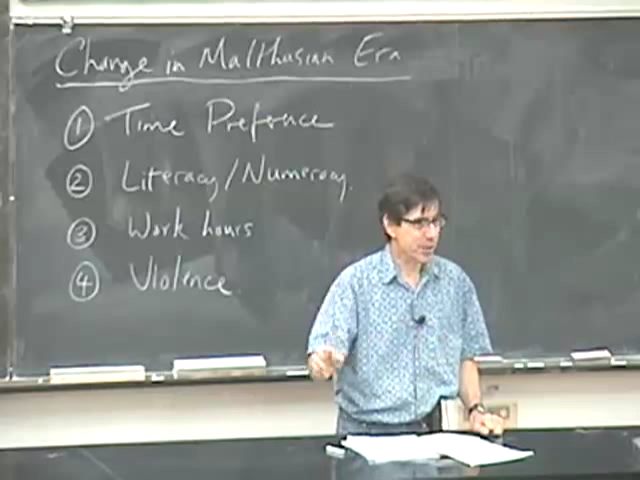 Change in Malthusian Era
① Time Preference
② Literacy/Numeracy.
③ Work hours
④ Violence